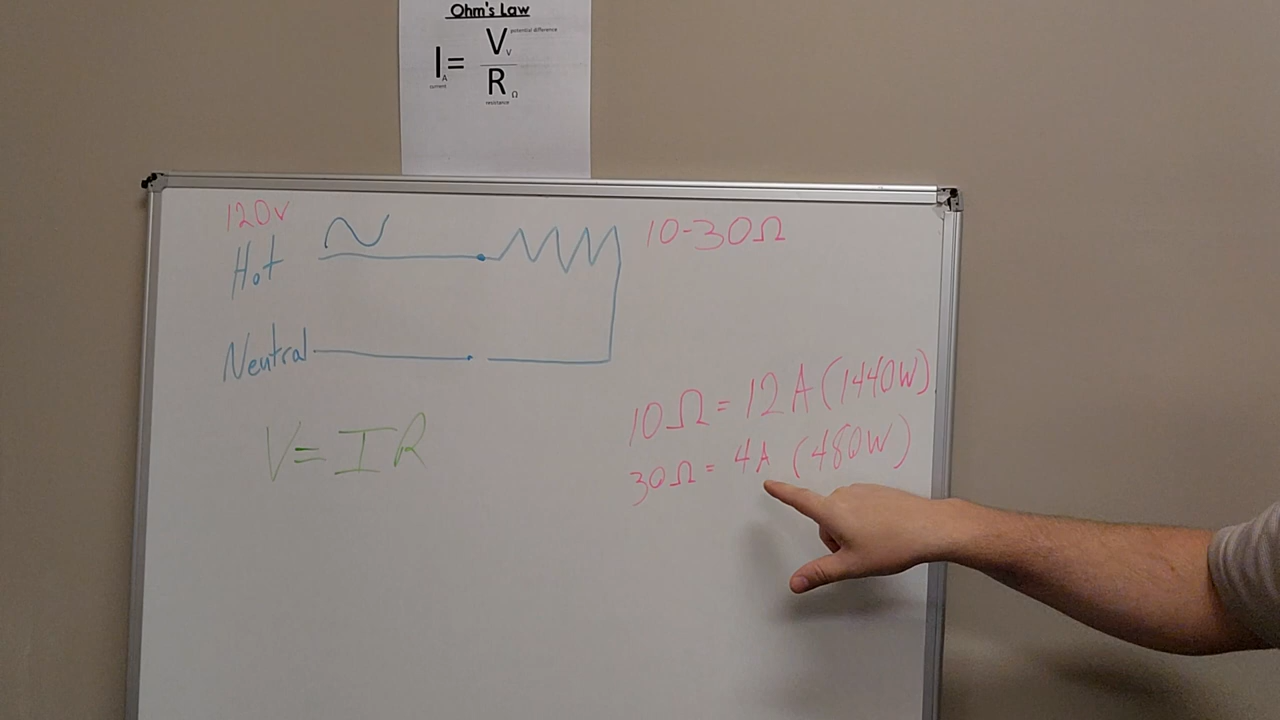 Ohm's Law
I = V potential difference
A V
current R Ω
resistance
120v
Hot
10-30Ω
Neutral
10Ω = 12A (1440W)
V = IR
30Ω = 4A (480W)